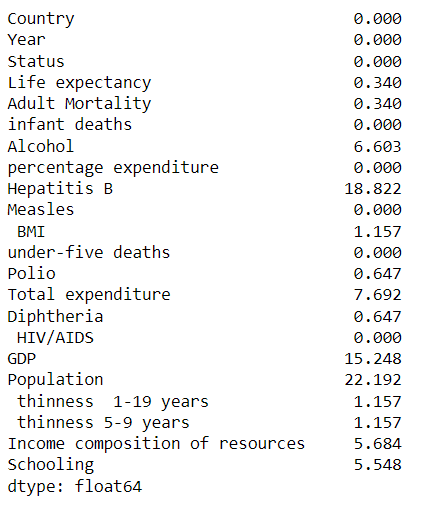 Country 0.000
Year 0.000
Status 0.000
Life expectancy 0.340
Adult Mortality 0.340
infant deaths 0.000
Alcohol 6.603
percentage expenditure 0.000
Hepatitis B 18.822
Measles 0.000
BMI 1.157
under-five deaths 0.000
Polio 0.647
Total expenditure 7.692
Diphtheria 0.647
HIV/AIDS 0.000
GDP 15.248
Population 22.192
thinness  1-19 years 1.157
thinness 5-9 years 1.157
Income composition of resources 5.684
Schooling 5.548
dtype: float64